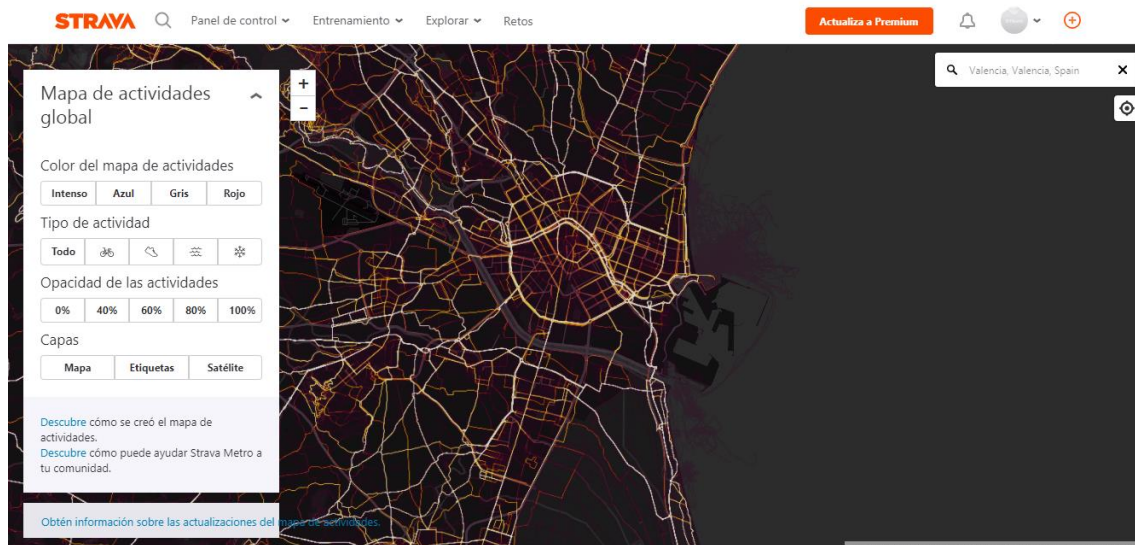 STRAVA Panel de control Entrenamiento Explorar Retos Actualiza a Premium
Valencia, Valencia, Spain
Mapa de actividades
global
Color del mapa de actividades
Intenso Azul Gris Rojo
Tipo de actividad
Todo
Opacidad de las actividades
0% 40% 60% 80% 100%
Capas
Mapa Etiquetas Satélite
Descubre cómo se creó el mapa de
actividades.
Descubre cómo puede ayudar Strava Metro a
tu comunidad.
Obtén información sobre las actualizaciones del mapa de actividades.